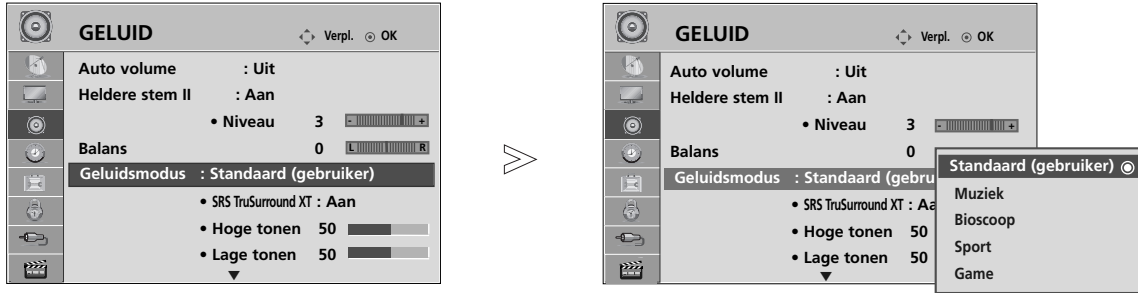 GELUID Verpl. OK
Auto volume : Uit
Heldere stem II : Aan
• Niveau 3 - +
Balans 0 L R
Geluidsmodus : Standaard (gebruiker)
• SRS TruSurround XT : Aan
• Hoge tonen 50
• Lage tonen 50
GELUID Verpl. OK
Auto volume : Uit
Heldere stem II : Aan
• Niveau 3 - +
Balans 0
Geluidsmodus : Standaard (gebru
• SRS TruSurround XT : Aa
• Hoge tonen 50
• Lage tonen 50
Standaard (gebruiker)
Muziek
Bioscoop
Sport
Game